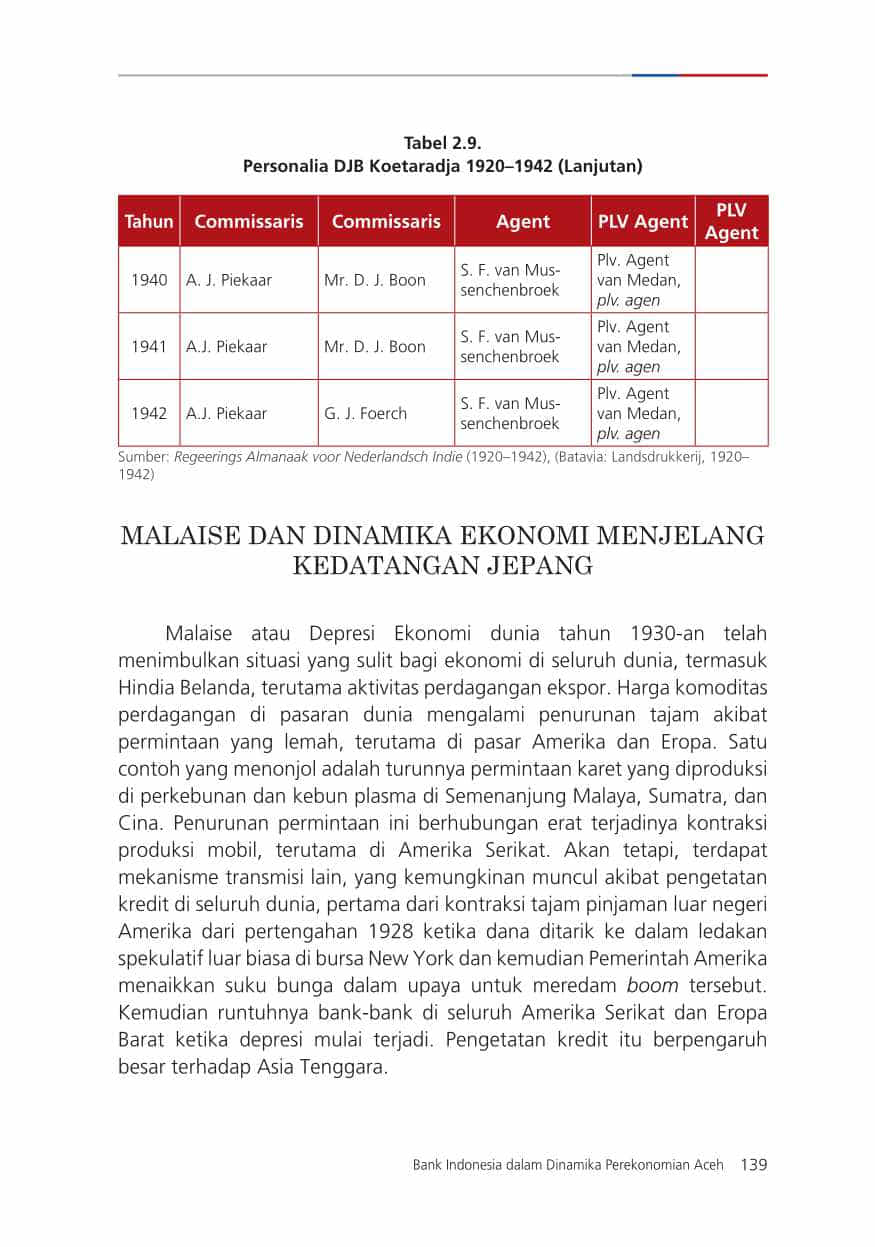 Tabel 2.9.
Personalia DJB Koetaradja 1920–1942 (Lanjutan)
Tahun Commissaris Commissaris Agent PLV Agent PLV Agent
1940 A. J. Piekaar Mr. D. J. Boon S. F. van Mus-senchenbroek Plv. Agent van Medan, plv. agen
1941 A.J. Piekaar Mr. D. J. Boon S. F. van Mus-senchenbroek Plv. Agent van Medan, plv. agen
1942 A.J. Piekaar G. J. Foerch S. F. van Mus-senchenbroek Plv. Agent van Medan, plv. agen
Sumber: Regeerings Almanaak voor Nederlandsch Indie (1920–1942), (Batavia: Landsdrukkerij, 1920–
1942)
MALAISE DAN DINAMIKA EKONOMI MENJELANG
KEDATANGAN JEPANG
Malaise atau Depresi Ekonomi dunia tahun 1930-an telah
menimbulkan situasi yang sulit bagi ekonomi di seluruh dunia, termasuk
Hindia Belanda, terutama aktivitas perdagangan ekspor. Harga komoditas
perdagangan di pasaran dunia mengalami penurunan tajam akibat
permintaan yang lemah, terutama di pasar Amerika dan Eropa. Satu
contoh yang menonjol adalah turunnya permintaan karet yang diproduksi
di perkebunan dan kebun plasma di Semenanjung Malaya, Sumatra, dan
Cina. Penurunan permintaan ini berhubungan erat terjadinya kontraksi
produksi mobil, terutama di Amerika Serikat. Akan tetapi, terdapat
mekanisme transmisi lain, yang kemungkinan muncul akibat pengetatan
kredit di seluruh dunia, pertama dari kontraksi tajam pinjaman luar negeri
Amerika dari pertengahan 1928 ketika dana ditarik ke dalam ledakan
spekulatif luar biasa di bursa New York dan kemudian Pemerintah Amerika
menaikkan suku bunga dalam upaya untuk meredam boom tersebut.
Kemudian runtuhnya bank-bank di seluruh Amerika Serikat dan Eropa
Barat ketika depresi mulai terjadi. Pengetatan kredit itu berpengaruh
besar terhadap Asia Tenggara.
Bank Indonesia dalam Dinamika Perekonomian Aceh 139